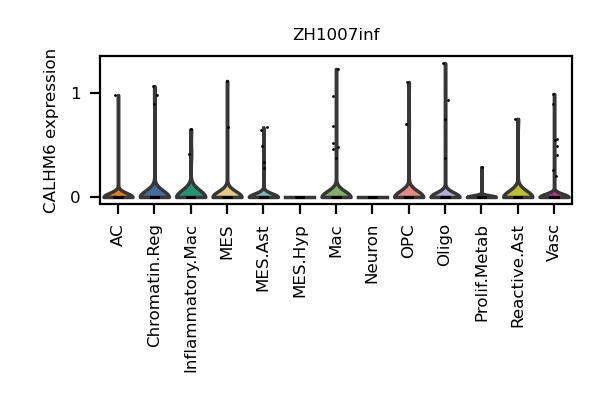 ZH1007inf
CALHM6 expression
1
0
AC
Chromatin.Reg
Inflammatory.Mac
MES
MES.Ast
MES.Hyp
Mac
Neuron
OPC
Oligo
Prolif.Metab
Reactive.Ast
Vasc